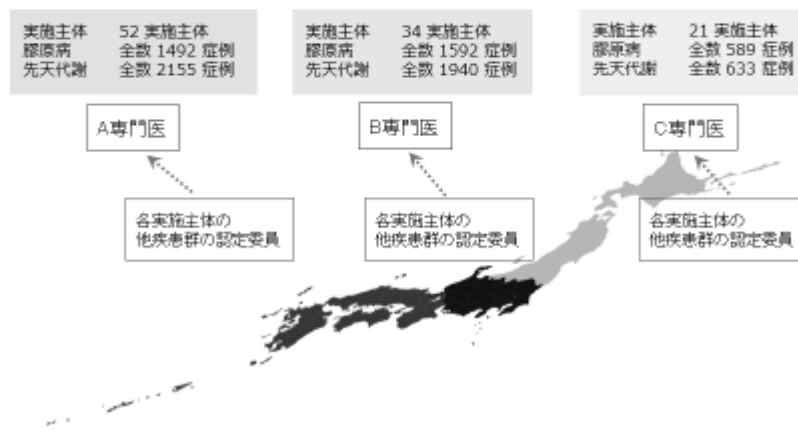 実施主体 52 実施主体
膠原病 全数 1492 症例
先天代謝 全数 2155 症例
実施主体 34 実施主体
膠原病 全数 1592 症例
先天代謝 全数 1940 症例
実施主体 21 実施主体
膠原病 全数 589 症例
先天代謝 全数 633 症例
A専門医
B専門医
C専門医
各実施主体の
他疾患群の認定委員
各実施主体の
他疾患群の認定委員
各実施主体の
他疾患群の認定委員